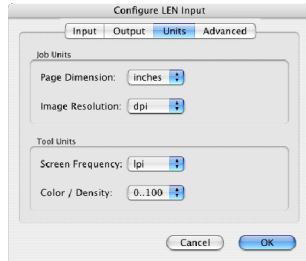 Configure LEN Input
Input Output Units Advanced
Job Units
Page Dimension: inches
Image Resolution: dpi
Tool Units
Screen Frequency: lpi
Color / Density: 0..100
Cancel OK